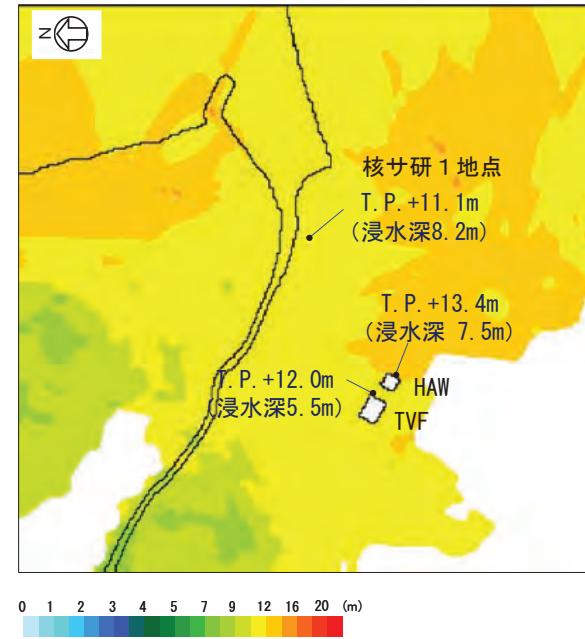 N
核サ研１地点
T.P.+11.1m
(浸水深8.2m)
T.P.+13.4m
(浸水深 7.5m)
T.P.+12.0m
(浸水深5.5m)
HAW
TVF
0 1 2 3 4 5 7 9 12 16 20 (m)